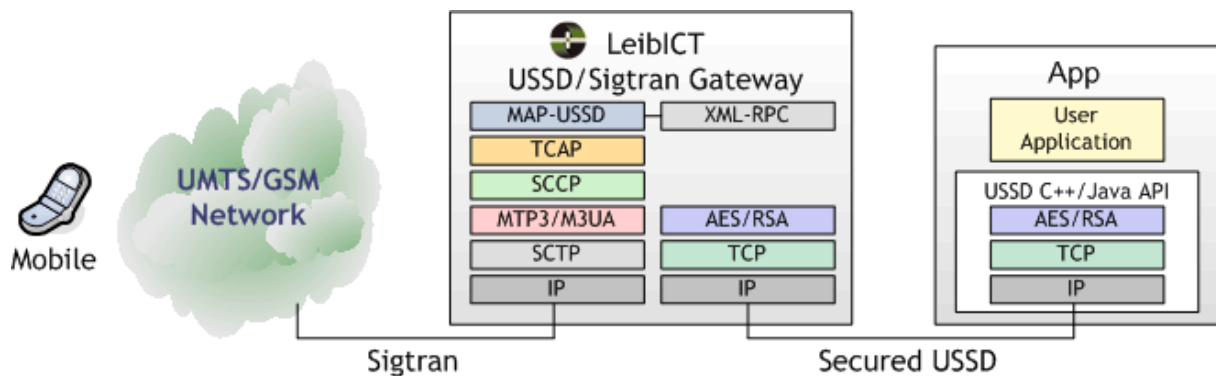 Mobile
UMTS/GSM
Network
Sigtran
LeibICT
USSD/Sigtran Gateway
MAP-USSD
XML-RPC
TCAP
SCCP
MTP3/M3UA
AES/RSA
SCTP
TCP
IP
IP
Secured USSD
App
User
Application
USSD C++/Java API
AES/RSA
TCP
IP